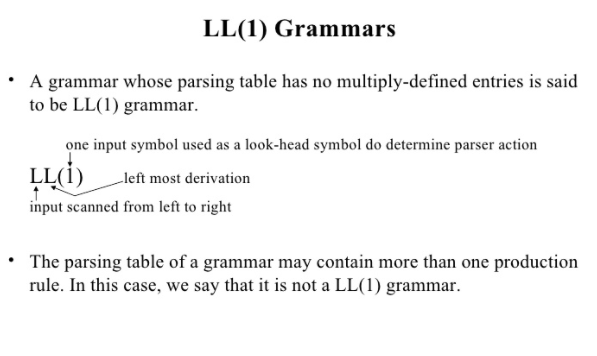 LL(1) Grammars
• A grammar whose parsing table has no multiply-defined entries is said
to be LL(1) grammar.
one input symbol used as a look-head symbol do determine parser action
LL(1)
left most derivation
input scanned from left to right
• The parsing table of a grammar may contain more than one production
rule. In this case, we say that it is not a LL(1) grammar.